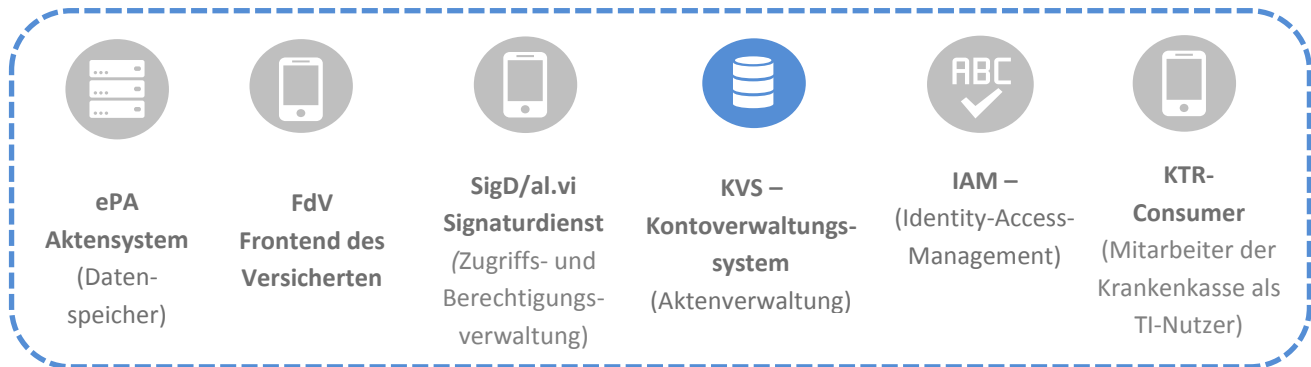 ABC
ePA
Aktensystem
(Daten-
speicher)
FdV
Frontend des
Versicherten
SigD/al.vi
Signaturdienst
(Zugriffs- und
Berechtigungs-
verwaltung)
KVS –
Kontoverwaltungs-
system
(Aktenverwaltung)
IAM –
(Identity-Access-
Management)
KTR-
Consumer
(Mitarbeiter der
Krankenkasse als
TI-Nutzer)